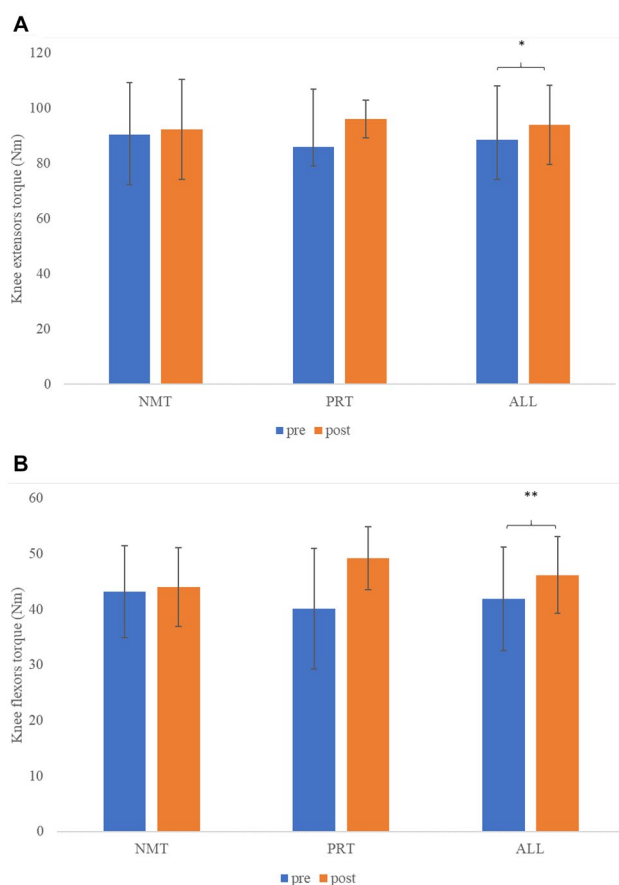 A
Knee extensors torque (Nm)
120
100
80
60
40
20
0
*
NMT PRT ALL
pre post
B
Knee flexors torque (Nm)
60
50
40
30
20
10
0
**
NMT PRT ALL
pre post